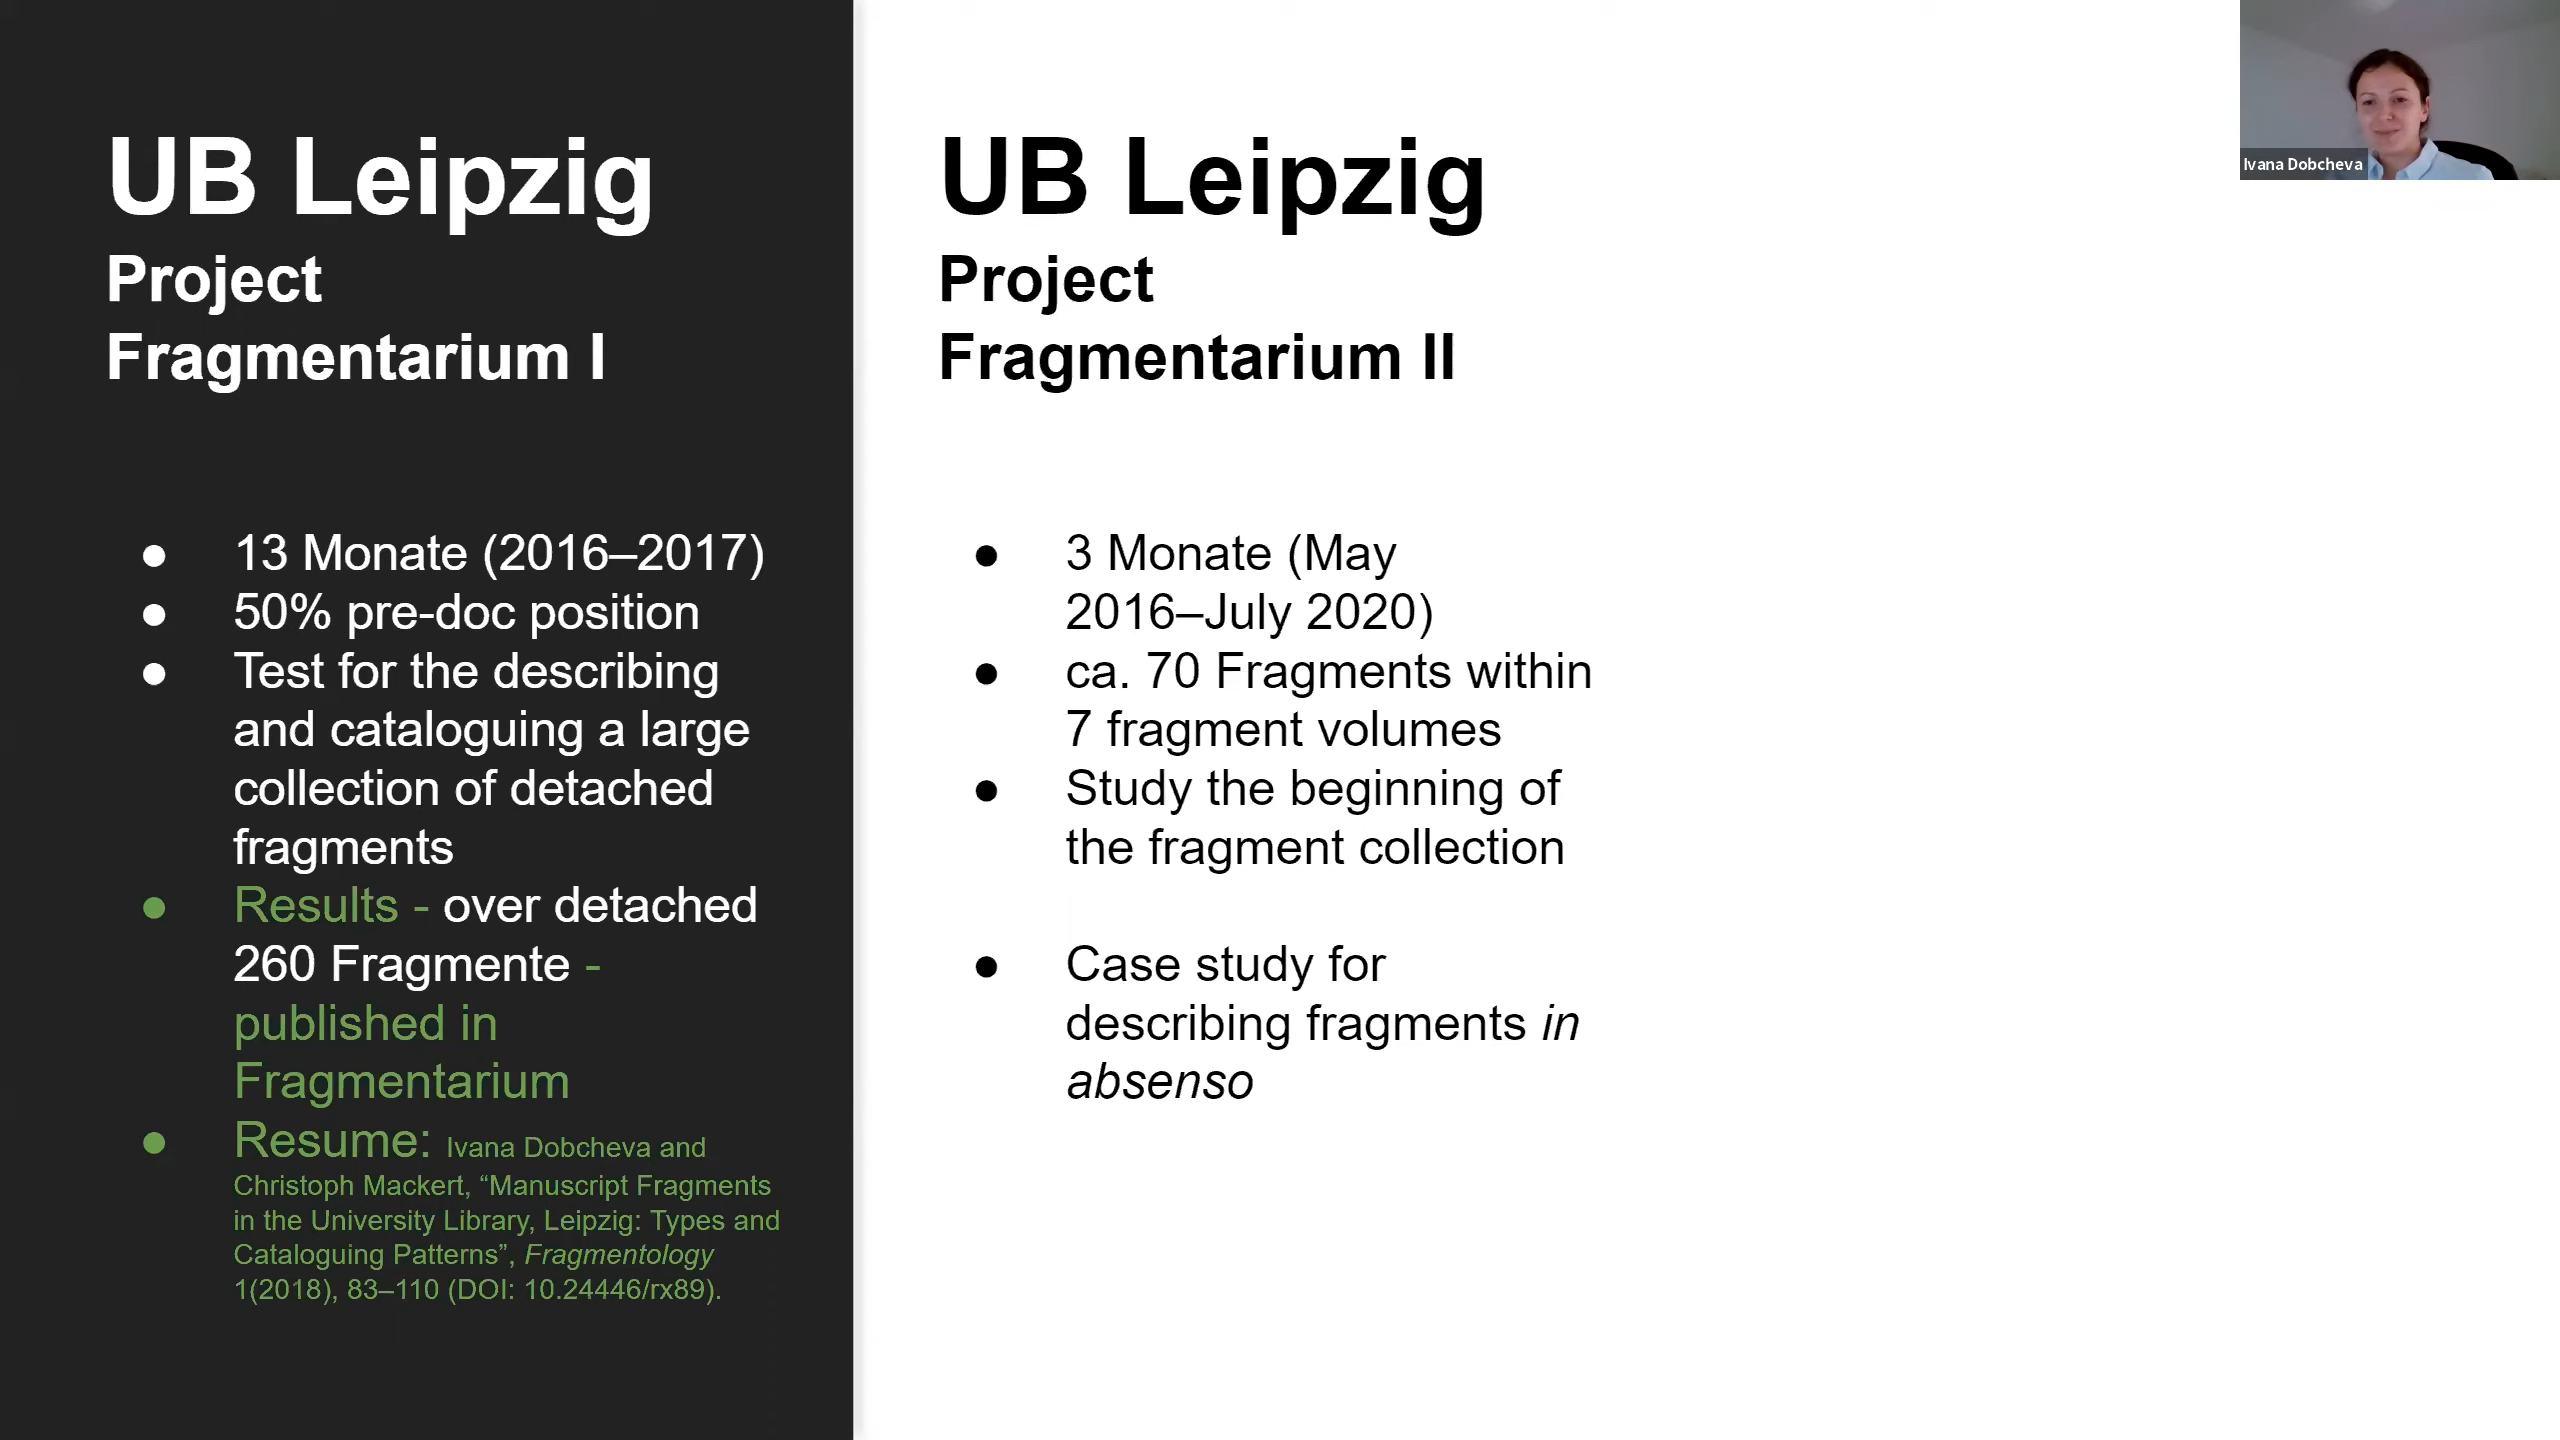 UB Leipzig
Project
Fragmentarium I
● 13 Monate (2016–2017)
● 50% pre-doc position
● Test for the describing
and cataloguing a large
collection of detached
fragments
● Results - over detached
260 Fragmente -
published in
Fragmentarium
● Resume: Ivana Dobcheva and
Christoph Mackert, “Manuscript Fragments
in the University Library, Leipzig: Types and
Cataloguing Patterns”, Fragmentology
1(2018), 83–110 (DOI: 10.24446/rx89).
UB Leipzig
Project
Fragmentarium II
● 3 Monate (May
2016–July 2020)
● ca. 70 Fragments within
7 fragment volumes
● Study the beginning of
the fragment collection
● Case study for
describing fragments in
absenso
Ivana Dobcheva